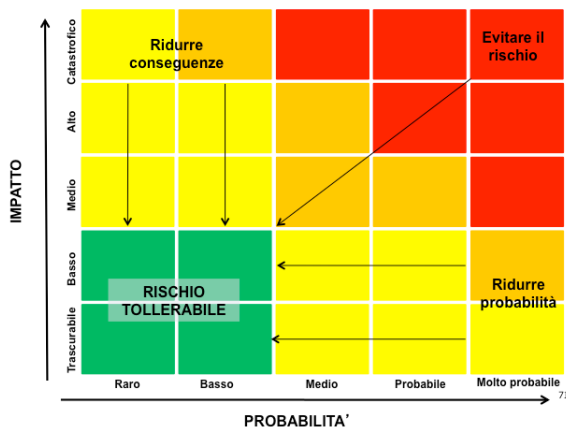 Catastrofico
Ridurre
conseguenze
Evitare il
rischio
Alto
IMPATTO
Medio
Basso
RISCHIO
TOLLERABILE
Ridurre
probabilità
Trascurabile
Raro
Basso
Medio
Probabile
Molto probabile
PROBABILITA’